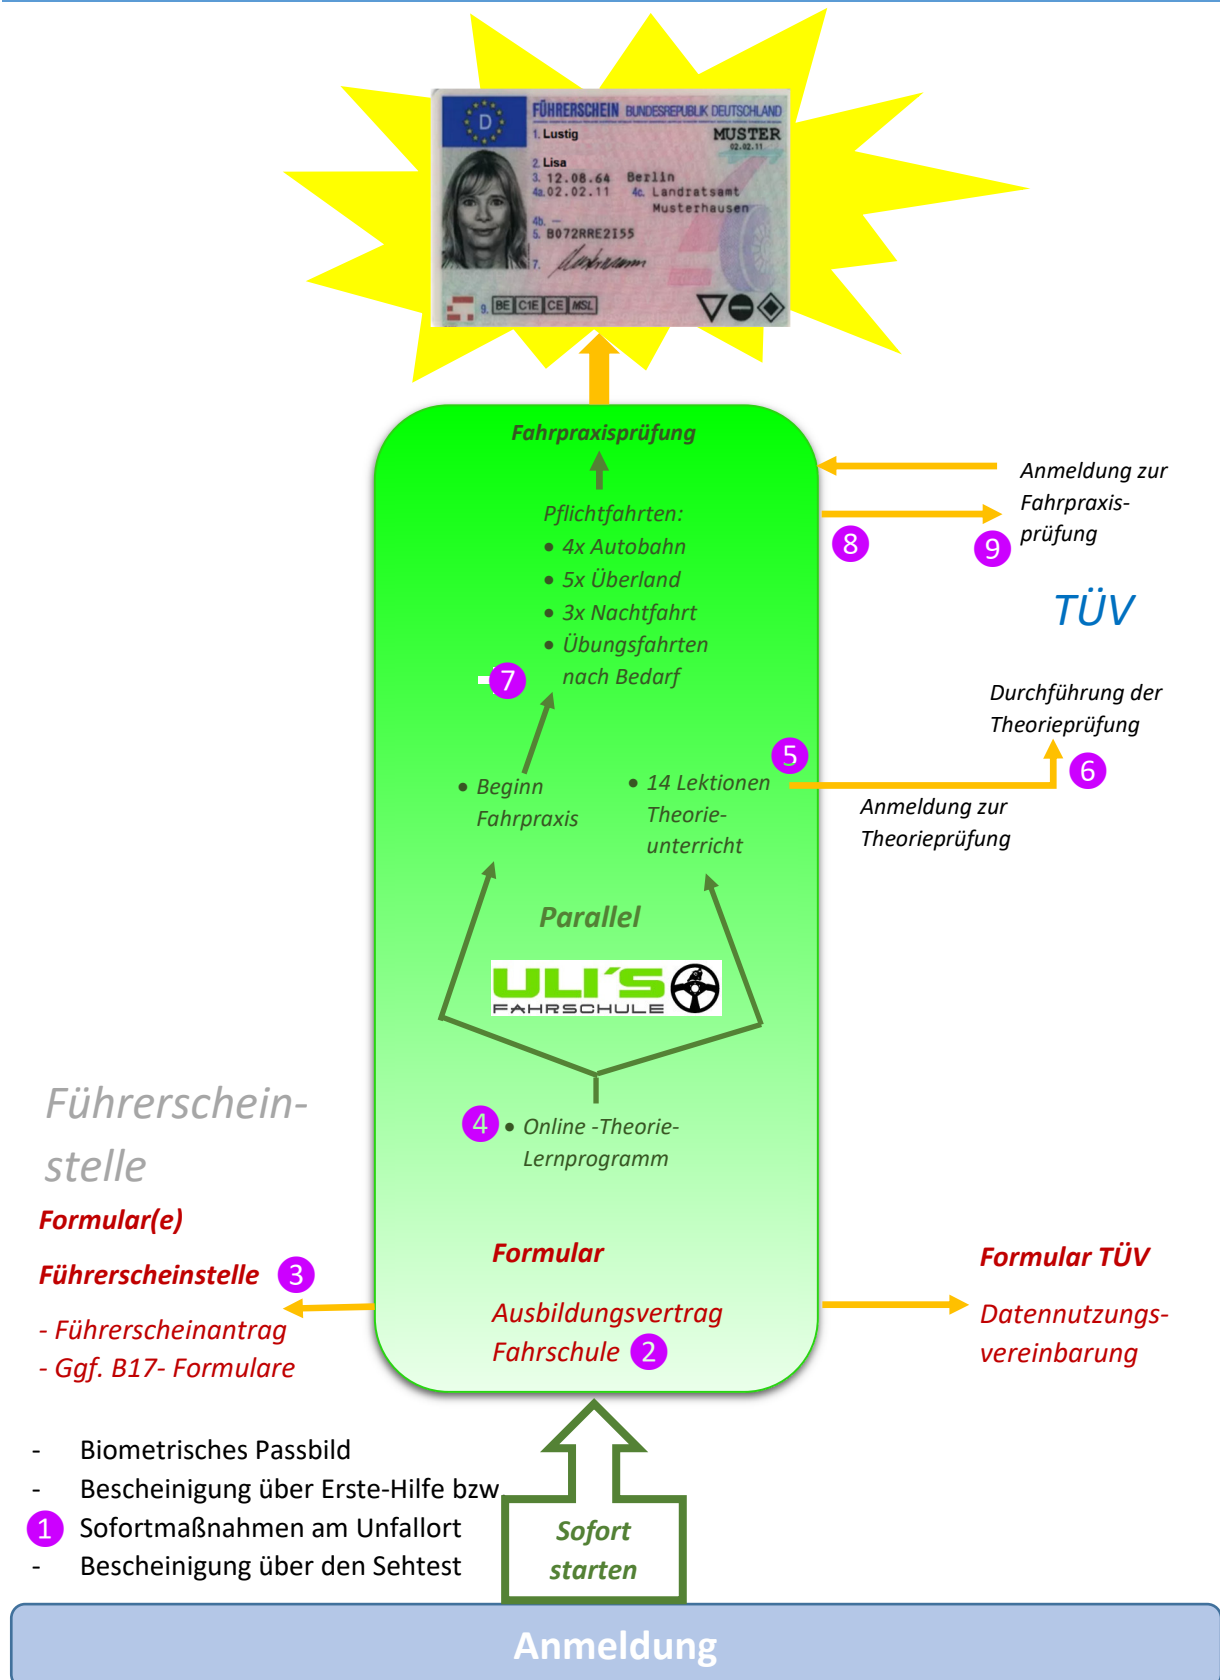 D
FÜHRERSCHEIN BUNDESREPUBLIK DEUTSCHLAND
1. Lustig
MUSTER
02.02.11
2. Lisa
3. 12.08.64 Berlin
4a. 02.02.11 4c. Landratsamt
Musterhausen
4b. —
5. B072RRE2I55
7.
9. BE C1E CE MSL
Fahrpraxisprüfung
Anmeldung zur
Fahrpraxis-
prüfung
8
9
Pflichtfahrten:
• 4x Autobahn
• 5x Überland
• 3x Nachtfahrt
• Übungsfahrten
nach Bedarf
7
TÜV
Durchführung der
Theorieprüfung
5
6
• Beginn
Fahrpraxis
• 14 Lektionen
Theorie-
unterricht
Anmeldung zur
Theorieprüfung
Parallel
ULI´S
FAHRSCHULE
4
• Online -Theorie-
Lernprogramm
Führerschein-
stelle
Formular(e)
Führerscheinstelle 3
- Führerscheinantrag
- Ggf. B17- Formulare
Formular
Ausbildungsvertrag
Fahrschule 2
Formular TÜV
Datennutzungs-
vereinbarung
- Biometrisches Passbild
- Bescheinigung über Erste-Hilfe bzw.
1 Sofortmaßnahmen am Unfallort
- Bescheinigung über den Sehtest
Sofort
starten
Anmeldung